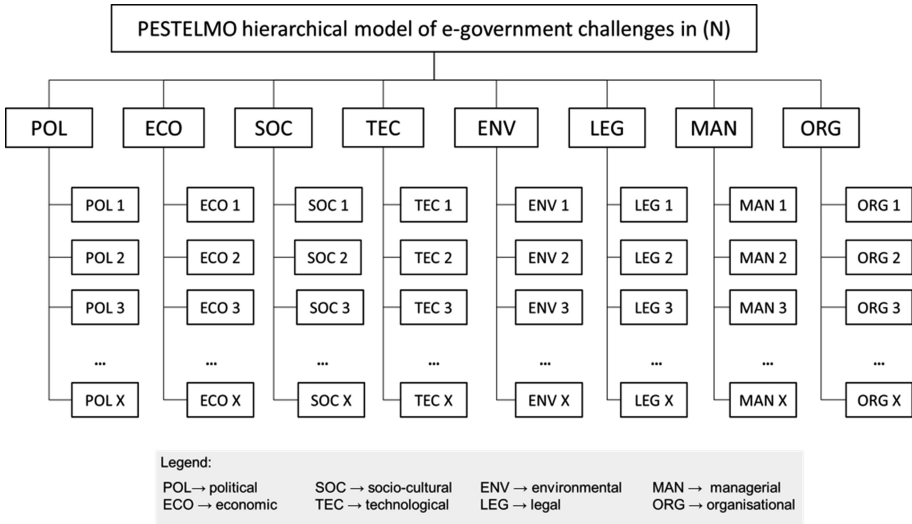 PESTELMO hierarchical model of e-government challenges in (N)
POL ECO SOC TEC ENV LEG MAN ORG
POL 1 ECO 1 SOC 1 TEC 1 ENV 1 LEG 1 MAN 1 ORG 1
POL 2 ECO 2 SOC 2 TEC 2 ENV 2 LEG 2 MAN 2 ORG 2
POL 3 ECO 3 SOC 3 TEC 3 ENV 3 LEG 3 MAN 3 ORG 3
... ... ... ... ... ... ... ...
POL X ECO X SOC X TEC X ENV X LEG X MAN X ORG X
Legend:
POL→ political SOC → socio-cultural ENV → environmental MAN → managerial
ECO → economic TEC → technological LEG → legal ORG → organisational